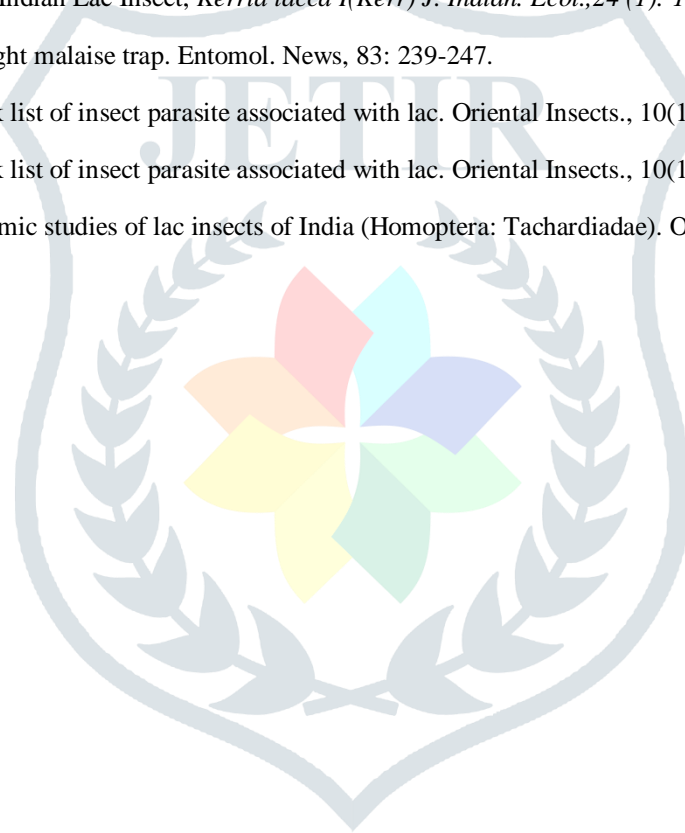 Indian Lac Insect, Kerria lacca I(Kerr) J. Indian. Ecol.,24 (1).
ght malaise trap. Entomol. News, 83: 239-247.
JETIR
list of insect parasite associated with lac. Oriental Insects., 10(1
list of insect parasite associated with lac. Oriental Insects., 10(1
mic studies of lac insects of India (Homoptera: Tachardiadae). O